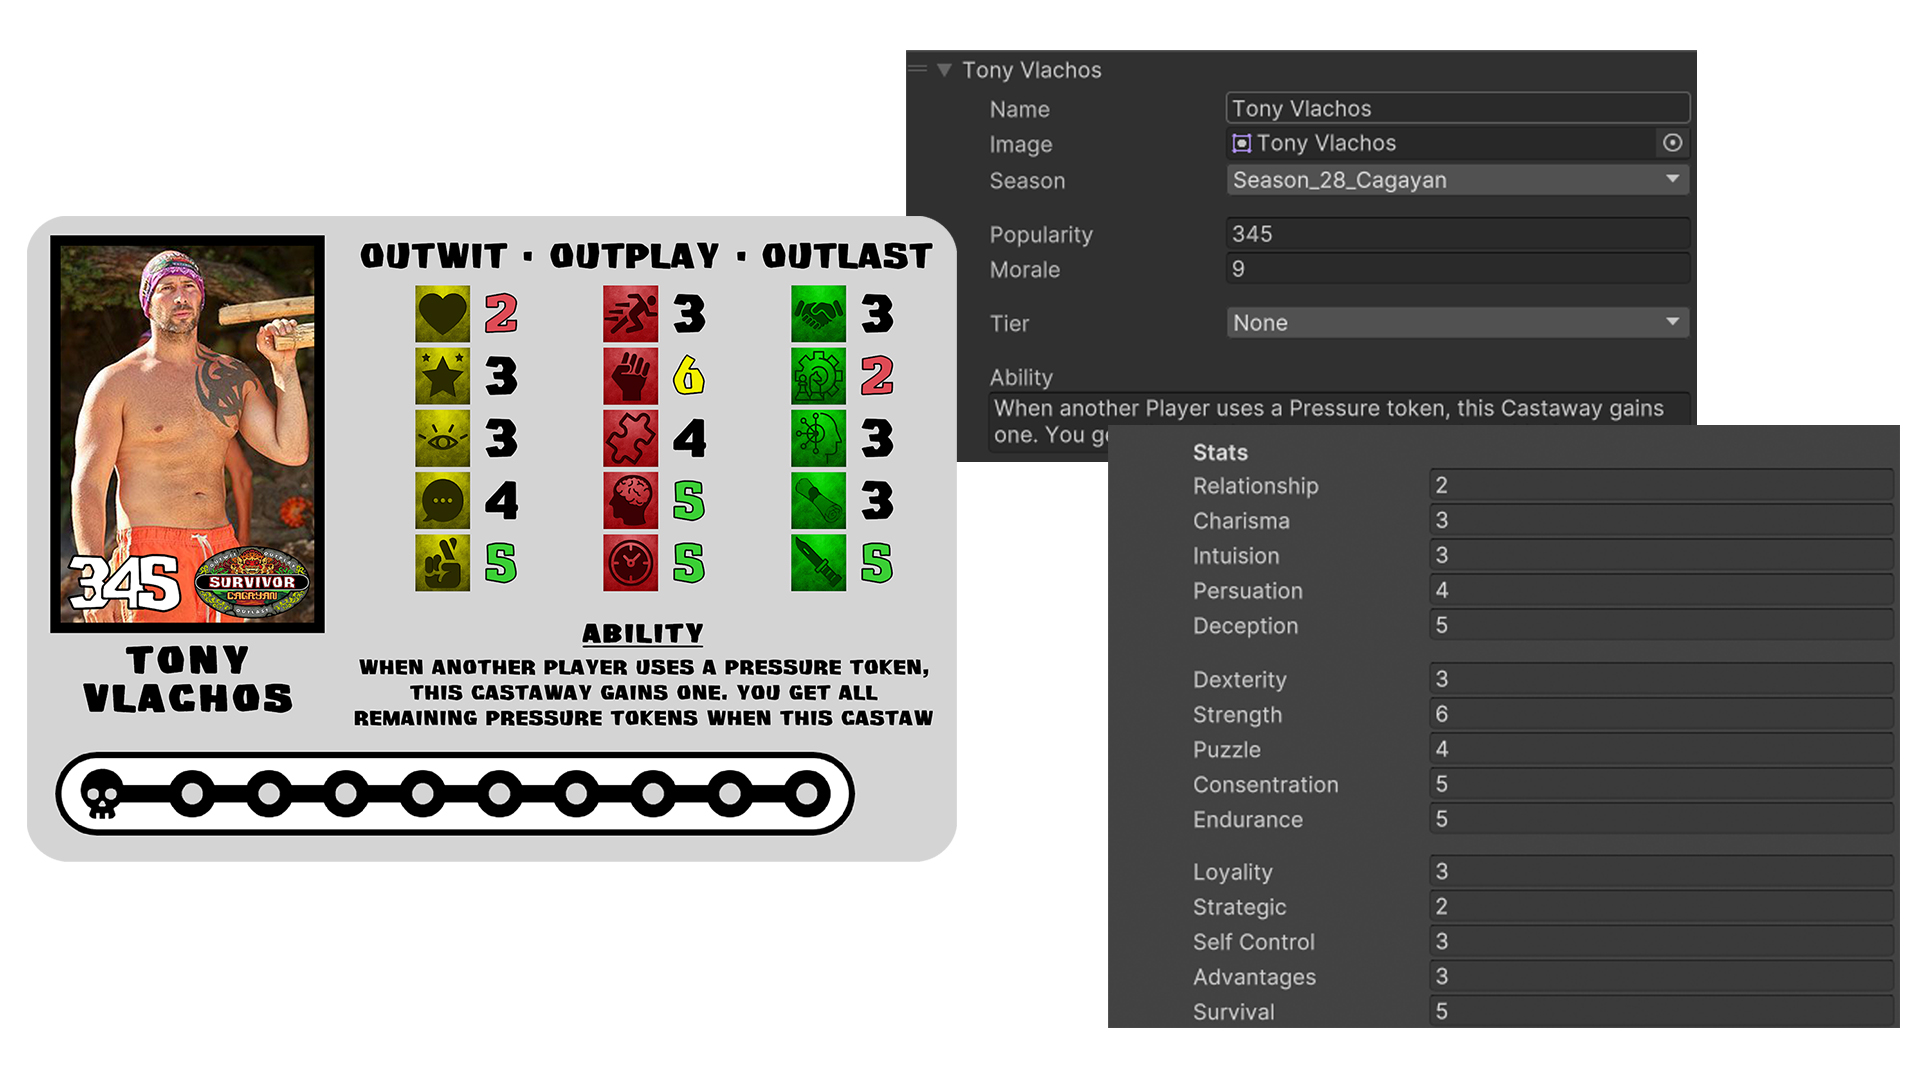 OUTWIT · OUTPLAY · OUTLAST
2 3 3
3 6 2
3 4 3
4 5 3
5 5 5
345
OUTWIT OUTPLAY
SURVIVOR
CAGAYAN
OUTLAST
TONY
VLACHOS
ABILITY
WHEN ANOTHER PLAYER USES A PRESSURE TOKEN,
THIS CASTAWAY GAINS ONE. YOU GET ALL
REMAINING PRESSURE TOKENS WHEN THIS CASTAW
Tony Vlachos
Name Tony Vlachos
Image Tony Vlachos
Season Season_28_Cagayan
Popularity 345
Morale 9
Tier None
Ability
When another Player uses a Pressure token, this Castaway gains
one. You ge
Stats
Relationship 2
Charisma 3
Intuision 3
Persuation 4
Deception 5
Dexterity 3
Strength 6
Puzzle 4
Consentration 5
Endurance 5
Loyality 3
Strategic 2
Self Control 3
Advantages 3
Survival 5